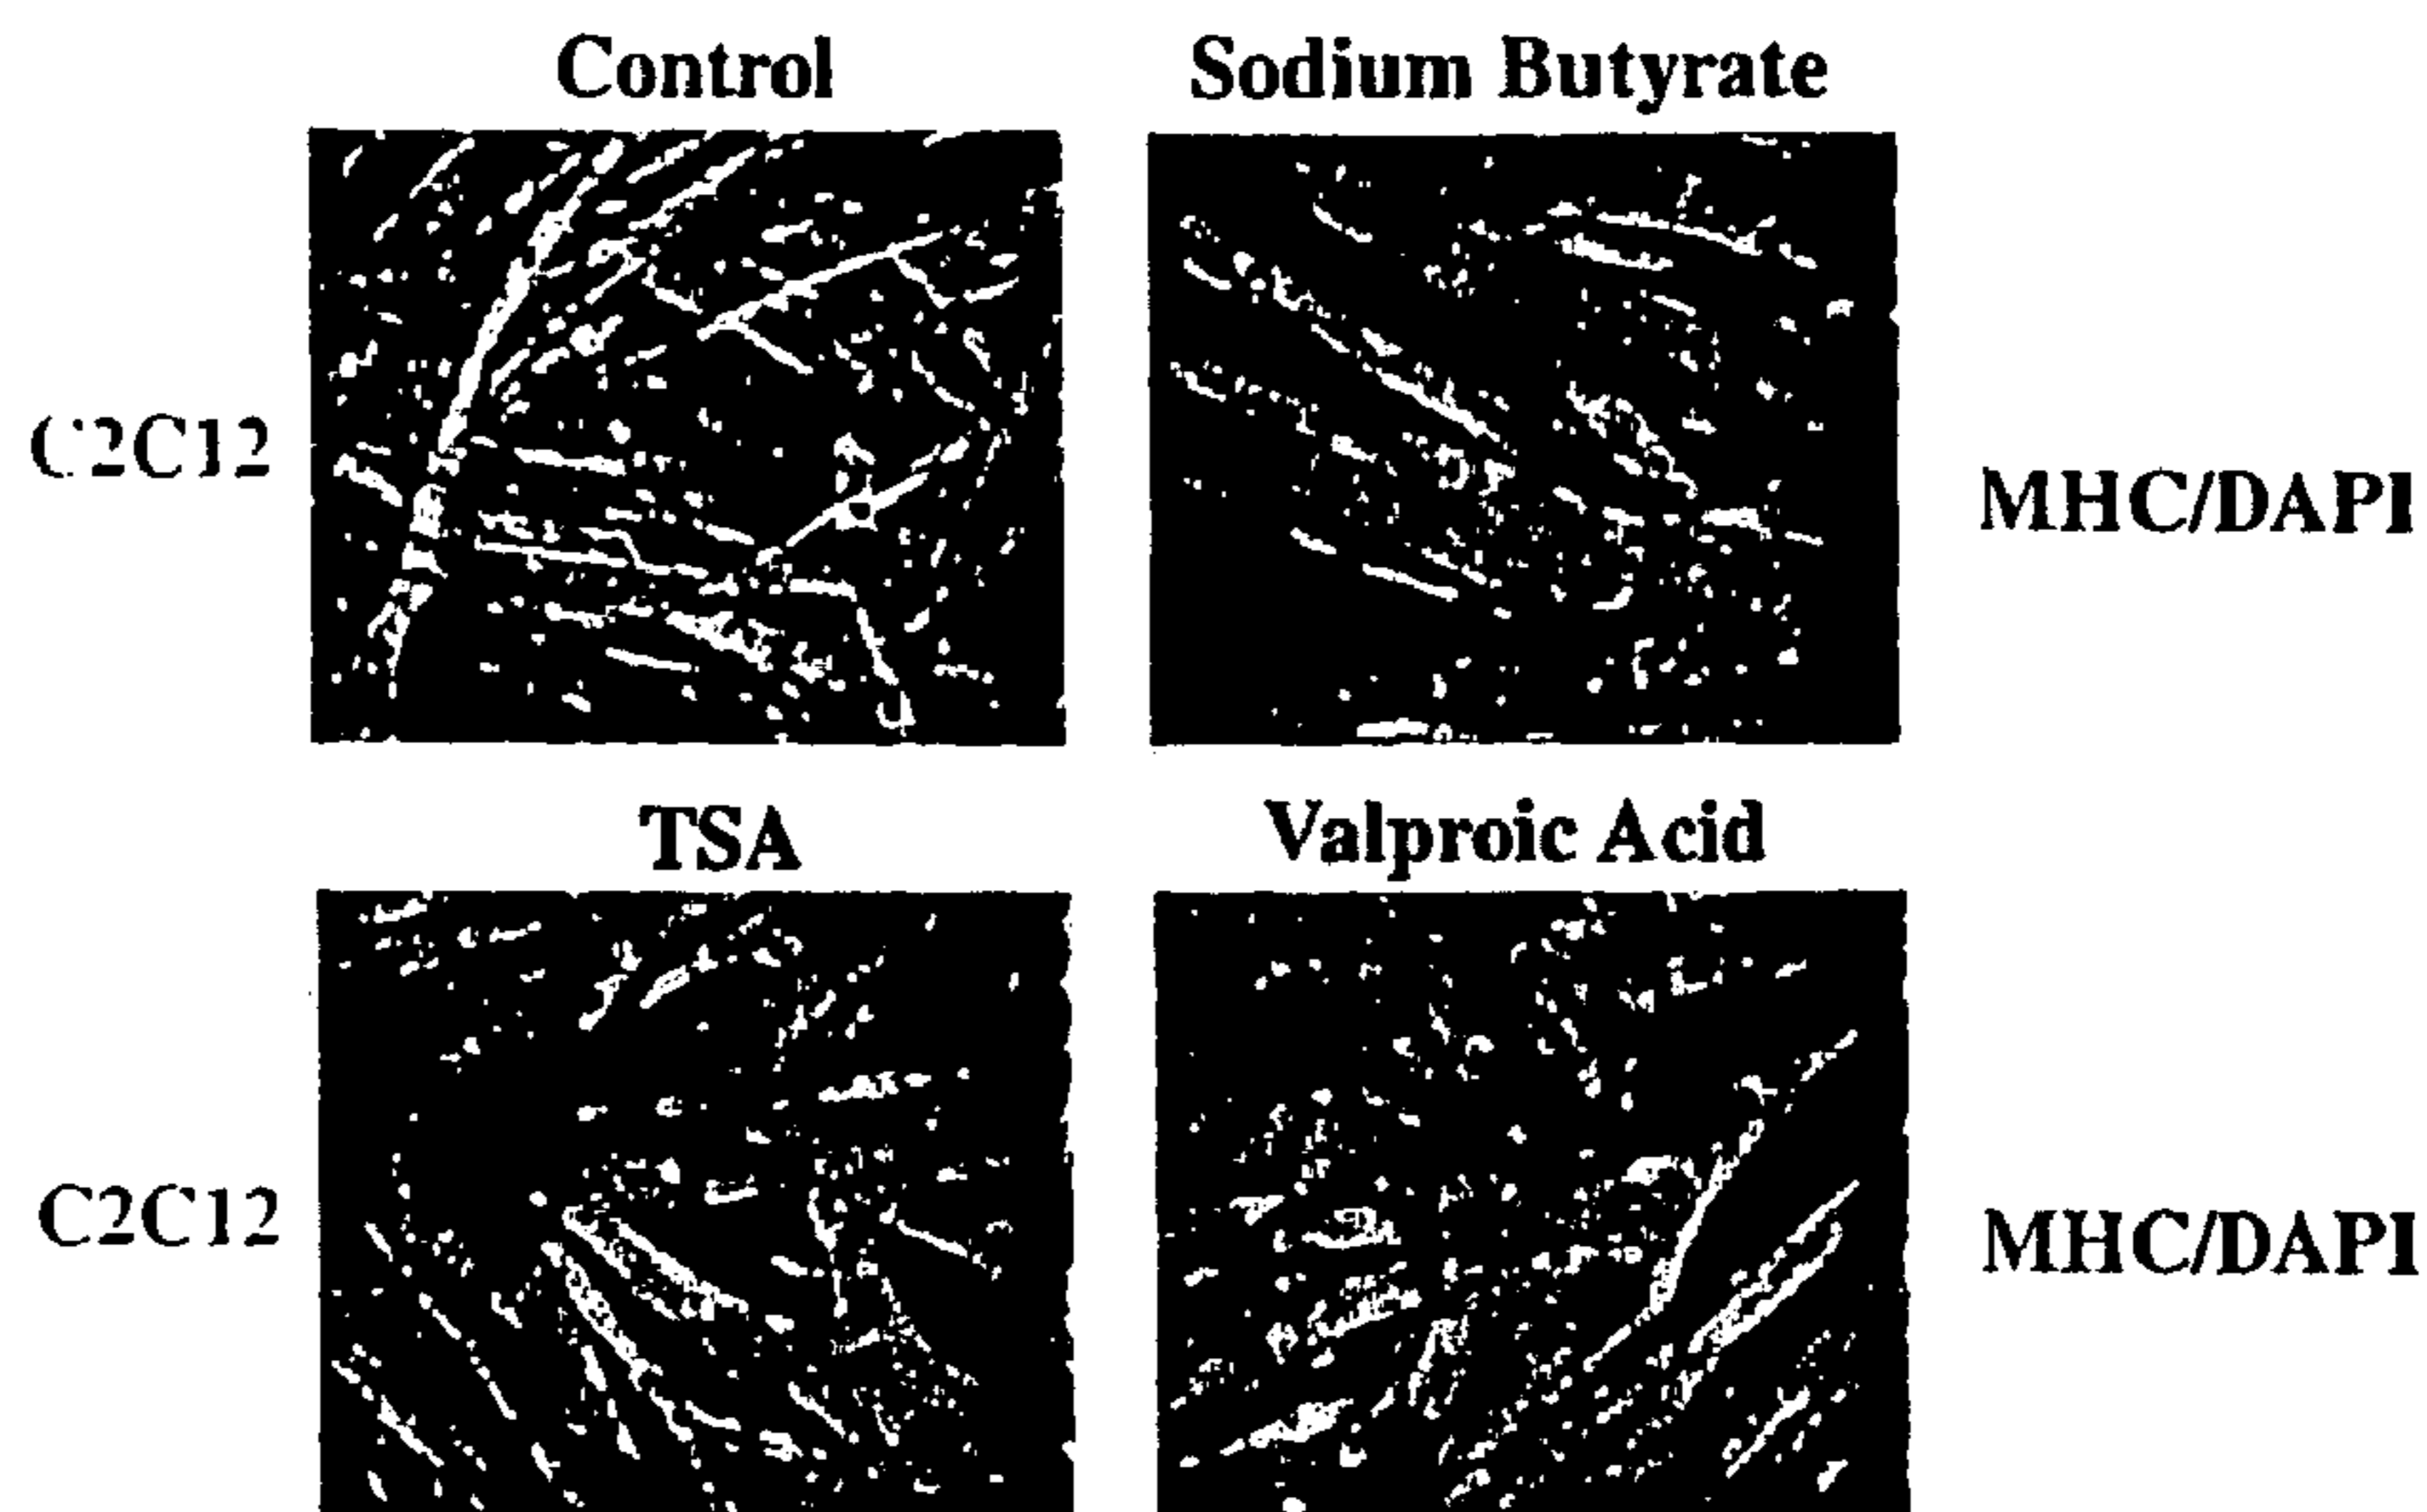 Control
Sodium Butyrate
C2C12
MHC/DAPI
TSA
Valproic Acid
C2C12
MHC/DAPI